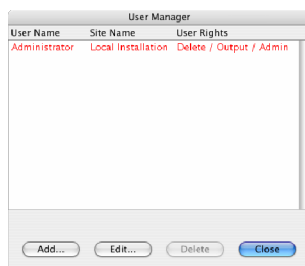 User Manager
User Name Site Name User Rights
Administrator Local Installation Delete / Output / Admin
Add... Edit... Delete Close